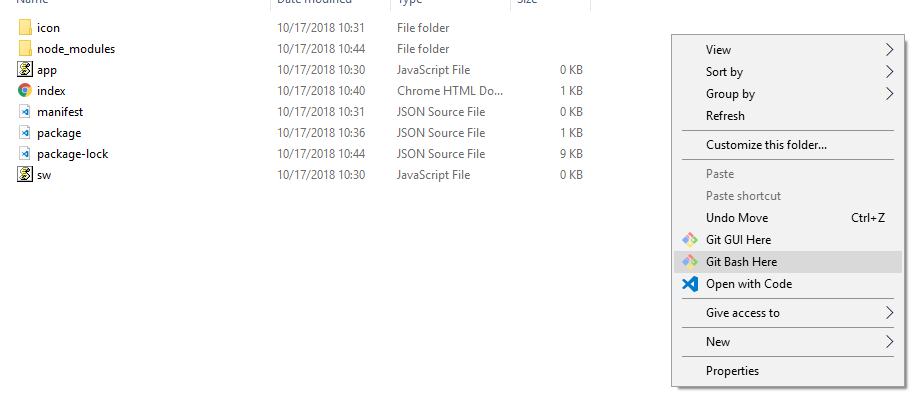 Name Date modified Type Size
icon 10/17/2018 10:31 File folder
node_modules 10/17/2018 10:44 File folder
app 10/17/2018 10:30 JavaScript File 0 KB
index 10/17/2018 10:40 Chrome HTML Do... 1 KB
manifest 10/17/2018 10:31 JSON Source File 0 KB
package 10/17/2018 10:36 JSON Source File 1 KB
package-lock 10/17/2018 10:44 JSON Source File 9 KB
sw 10/17/2018 10:30 JavaScript File 0 KB
View
Sort by
Group by
Refresh
Customize this folder...
Paste
Paste shortcut
Undo Move Ctrl+Z
Git GUI Here
Git Bash Here
Open with Code
Give access to
New
Properties